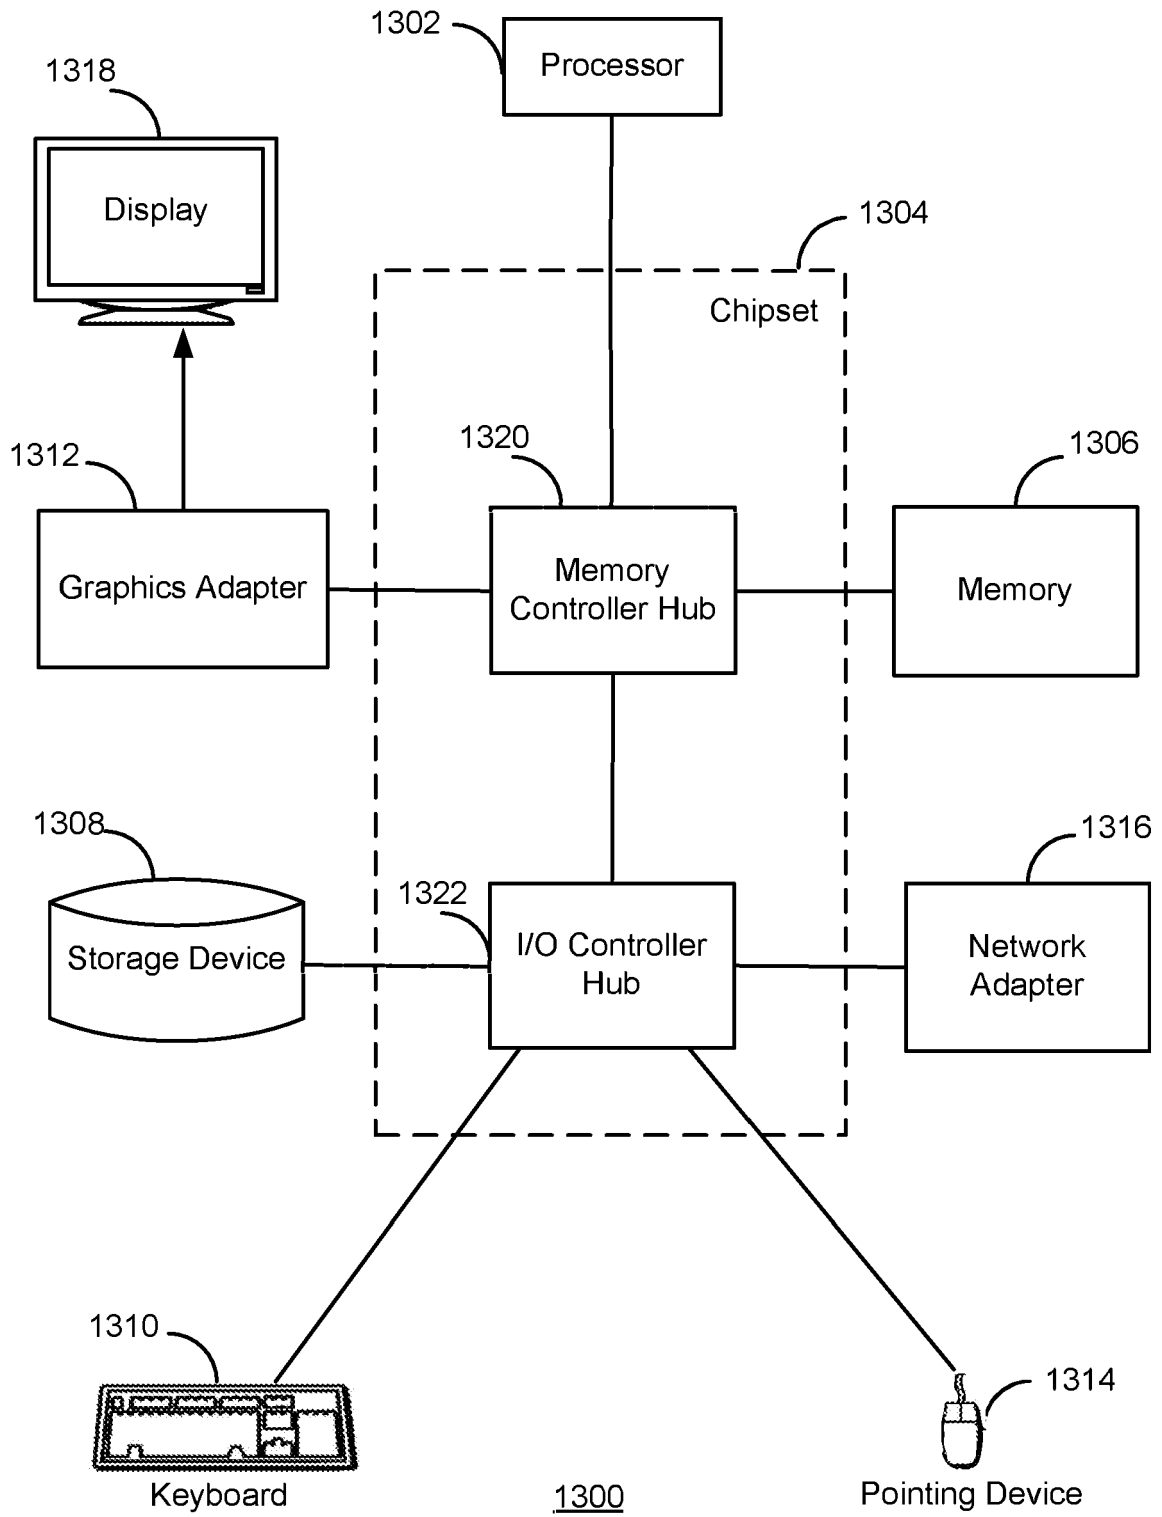 1302
Processor
1318
Display
1304
Chipset
1320
1306
1312
Memory
Controller Hub
Graphics Adapter
Memory
1308
1316
1322
I/O Controller
Hub
Storage Device
Network
Adapter
1310
1314
Keyboard
1300
Pointing Device